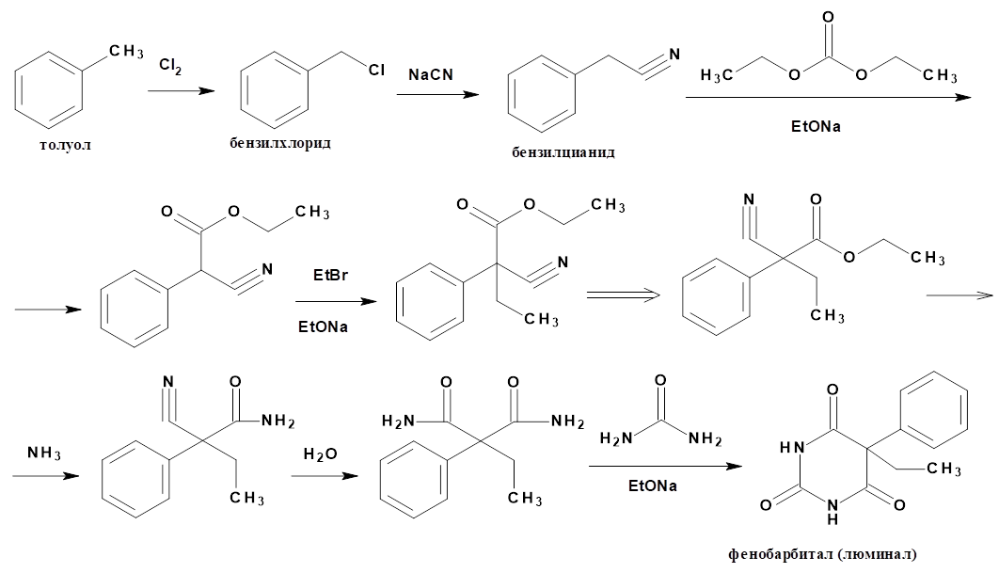 CH3
Cl2
Cl
NaCN
N
O
H3C O O CH3
EtONa
толуол
бензилхлорид
бензилцианид
O O CH3
N
EtBr
EtONa
O O CH3
N
CH3
N O
O CH3
CH3
NH3
N O
NH2
CH3
H2O
O O
H2N NH2
CH3
O
H2N NH2
EtONa
O
HN
CH3
O N O
H
фенобарбитал (люминал)